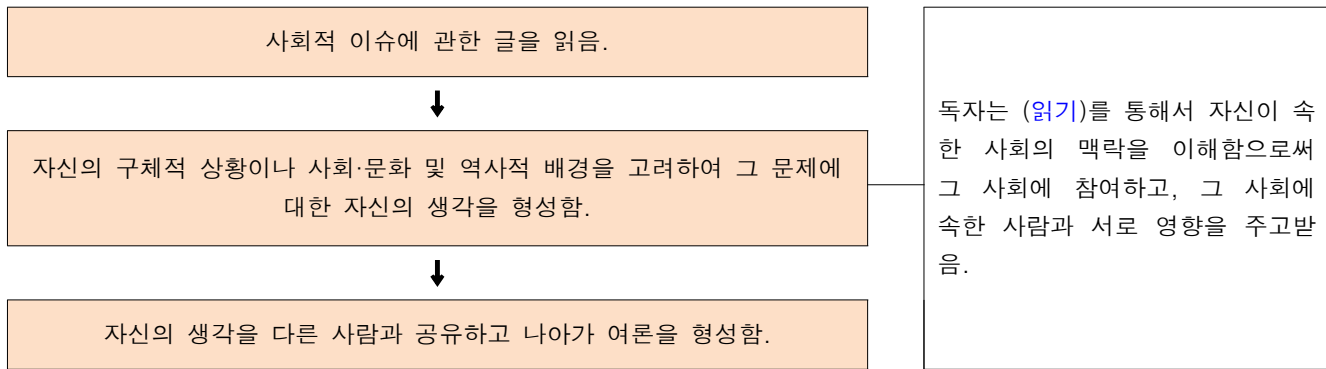 사회적 이슈에 관한 글을 읽음.
자신의 구체적 상황이나 사회·문화 및 역사적 배경을 고려하여 그 문제에
대한 자신의 생각을 형성함.
자신의 생각을 다른 사람과 공유하고 나아가 여론을 형성함.
독자는 (읽기)를 통해서 자신이 속
한 사회의 맥락을 이해함으로써
그 사회에 참여하고, 그 사회에
속한 사람과 서로 영향을 주고받
음.